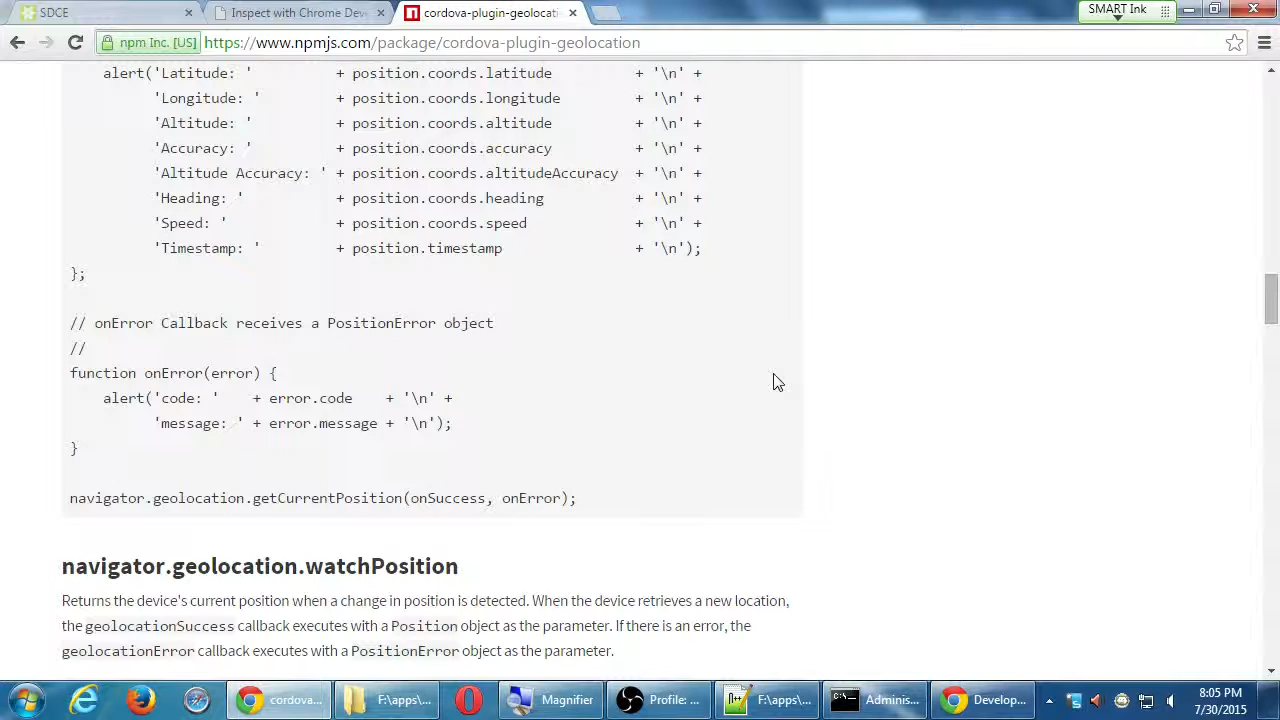 SDCE
Inspect with Chrome Dev
cordova-plugin-geolocati
SMART Ink
npm Inc. [US]
https://www.npmjs.com/package/cordova-plugin-geolocation
alert('Latitude: ' + position.coords.latitude + '\n' +
'Longitude: ' + position.coords.longitude + '\n' +
'Altitude: ' + position.coords.altitude + '\n' +
'Accuracy: ' + position.coords.accuracy + '\n' +
'Altitude Accuracy: ' + position.coords.altitudeAccuracy + '\n' +
'Heading: ' + position.coords.heading + '\n' +
'Speed: ' + position.coords.speed + '\n' +
'Timestamp: ' + position.timestamp + '\n');
};
// onError Callback receives a PositionError object
//
function onError(error) {
alert('code: ' + error.code + '\n' +
'message: ' + error.message + '\n');
}
navigator.geolocation.getCurrentPosition(onSuccess, onError);
navigator.geolocation.watchPosition
Returns the device's current position when a change in position is detected. When the device retrieves a new location,
the geolocationSuccess callback executes with a Position object as the parameter. If there is an error, the
geolocationError callback executes with a PositionError object as the parameter.
cordova...
F:\apps\...
Magnifier
Profile: ...
F:\apps\...
Adminis...
Develop...
8:05 PM
7/30/2015